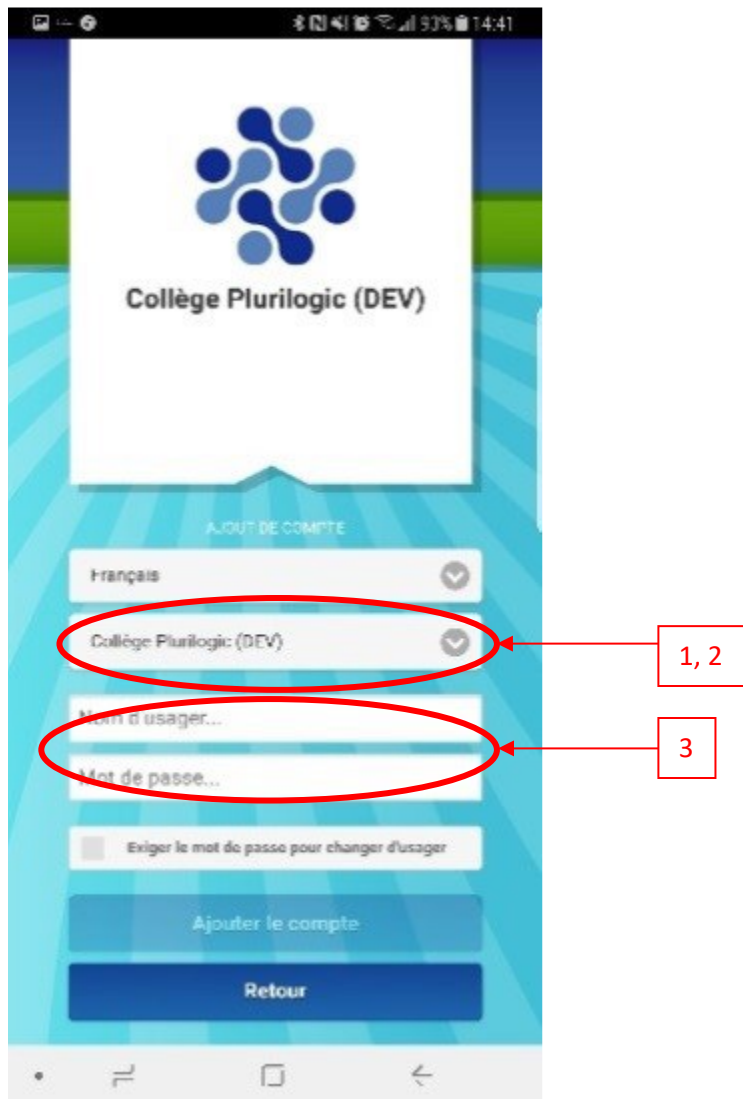 93% 14:41
Collège Plurilogic (DEV)
AJOUT DE COMPTE
Français
Collège Plurilogic (DEV)
1, 2
Nom d'usager...
3
Mot de passe...
Exiger le mot de passe pour changer d'usager
Ajouter le compte
Retour